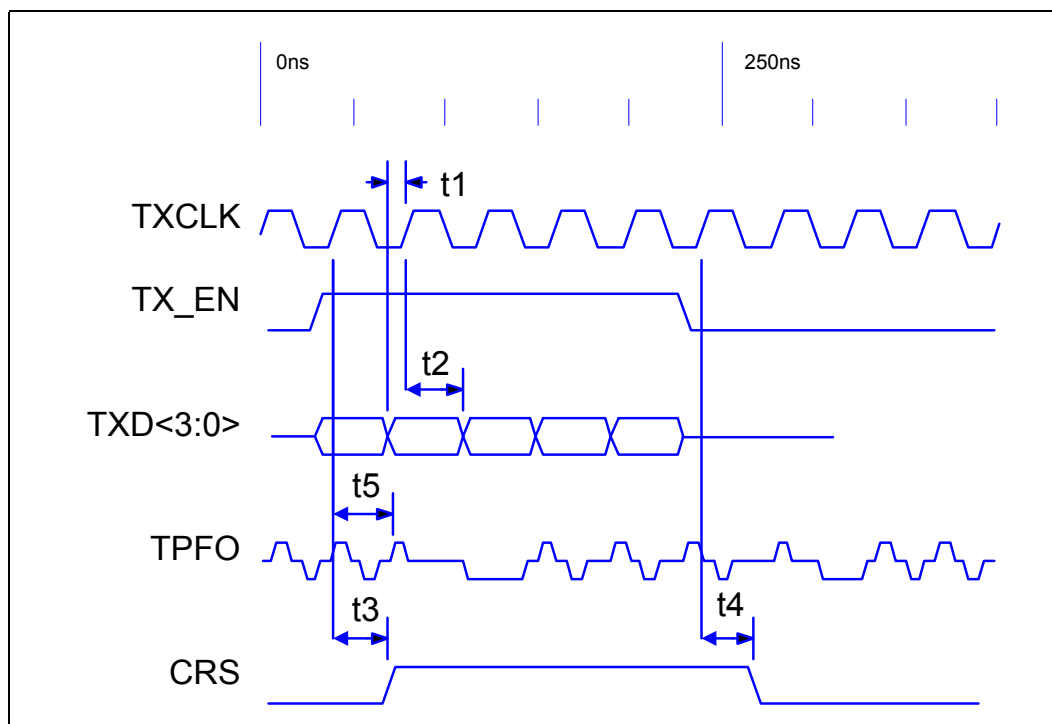 0ns
250ns
t1
TXCLK
TX_EN
t2
TXD<3:0>
t5
TPFO
t3
t4
CRS